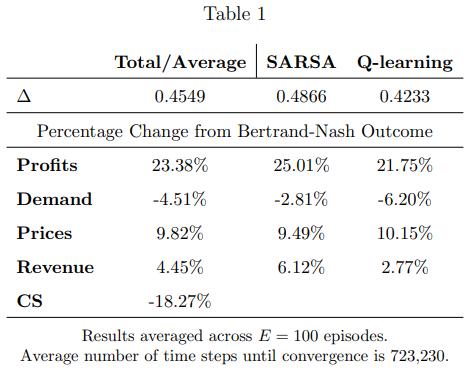 Table 1
Total/Average SARSA Q-learning
Δ 0.4549 0.4866 0.4233
Percentage Change from Bertrand-Nash Outcome
Profits 23.38% 25.01% 21.75%
Demand -4.51% -2.81% -6.20%
Prices 9.82% 9.49% 10.15%
Revenue 4.45% 6.12% 2.77%
CS -18.27%
Results averaged across E = 100 episodes.
Average number of time steps until convergence is 723,230.